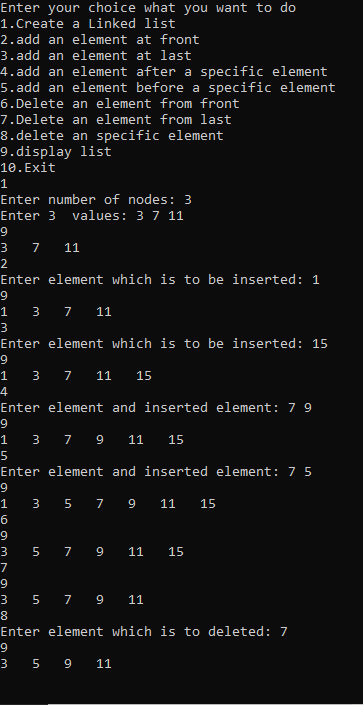 Enter your choice what you want to do
1.Create a Linked list
2.add an element at front
3.add an element at last
4.add an element after a specific element
5.add an element before a specific element
6.Delete an element from front
7.Delete an element from last
8.delete an specific element
9.display list
10.Exit
1
Enter number of nodes: 3
Enter 3  values: 3 7 11
9
3   7   11
2
Enter element which is to be inserted: 1
9
1   3   7   11
3
Enter element which is to be inserted: 15
9
1   3   7   11   15
4
Enter element and inserted element: 7 9
9
1   3   7   9   11   15
5
Enter element and inserted element: 7 5
9
1   3   5   7   9   11   15
6
9
3   5   7   9   11   15
7
9
3   5   7   9   11
8
Enter element which is to deleted: 7
9
3   5   9   11